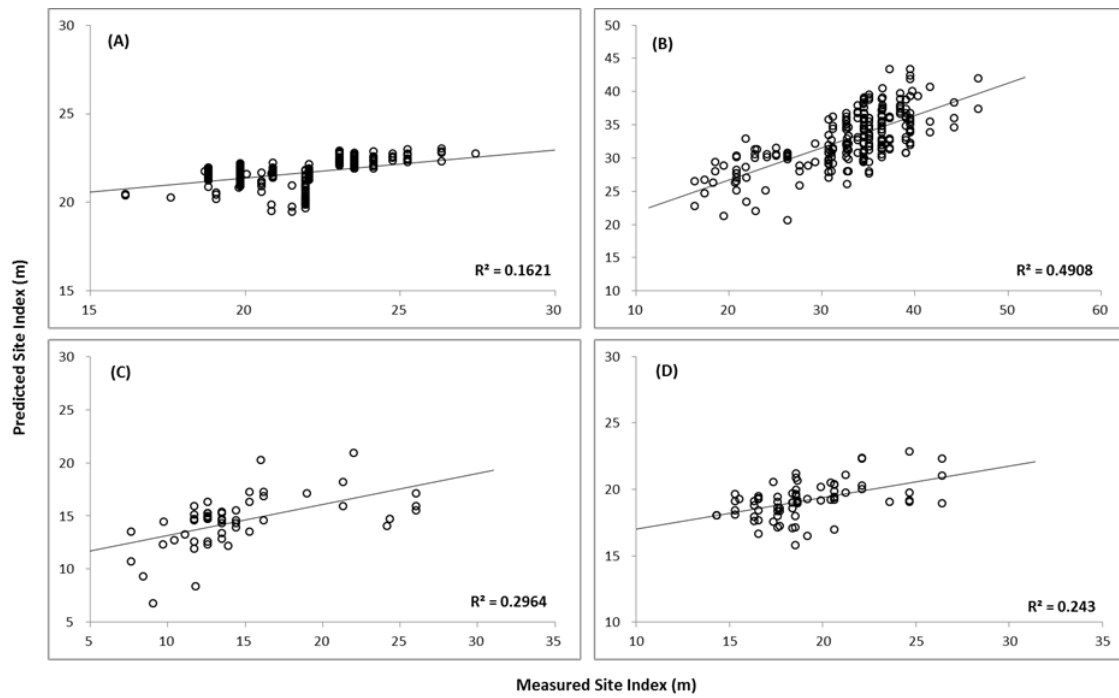 (A)
30
25
20
15
15 20 25 30
R² = 0.1621
(B)
50
45
40
35
30
25
20
15
10
10 20 30 40 50 60
R² = 0.4908
Predicted Site Index (m)
(C)
30
25
20
15
10
5
5 10 15 20 25 30 35
R² = 0.2964
(D)
30
25
20
15
10
10 15 20 25 30 35
R² = 0.243
Measured Site Index (m)